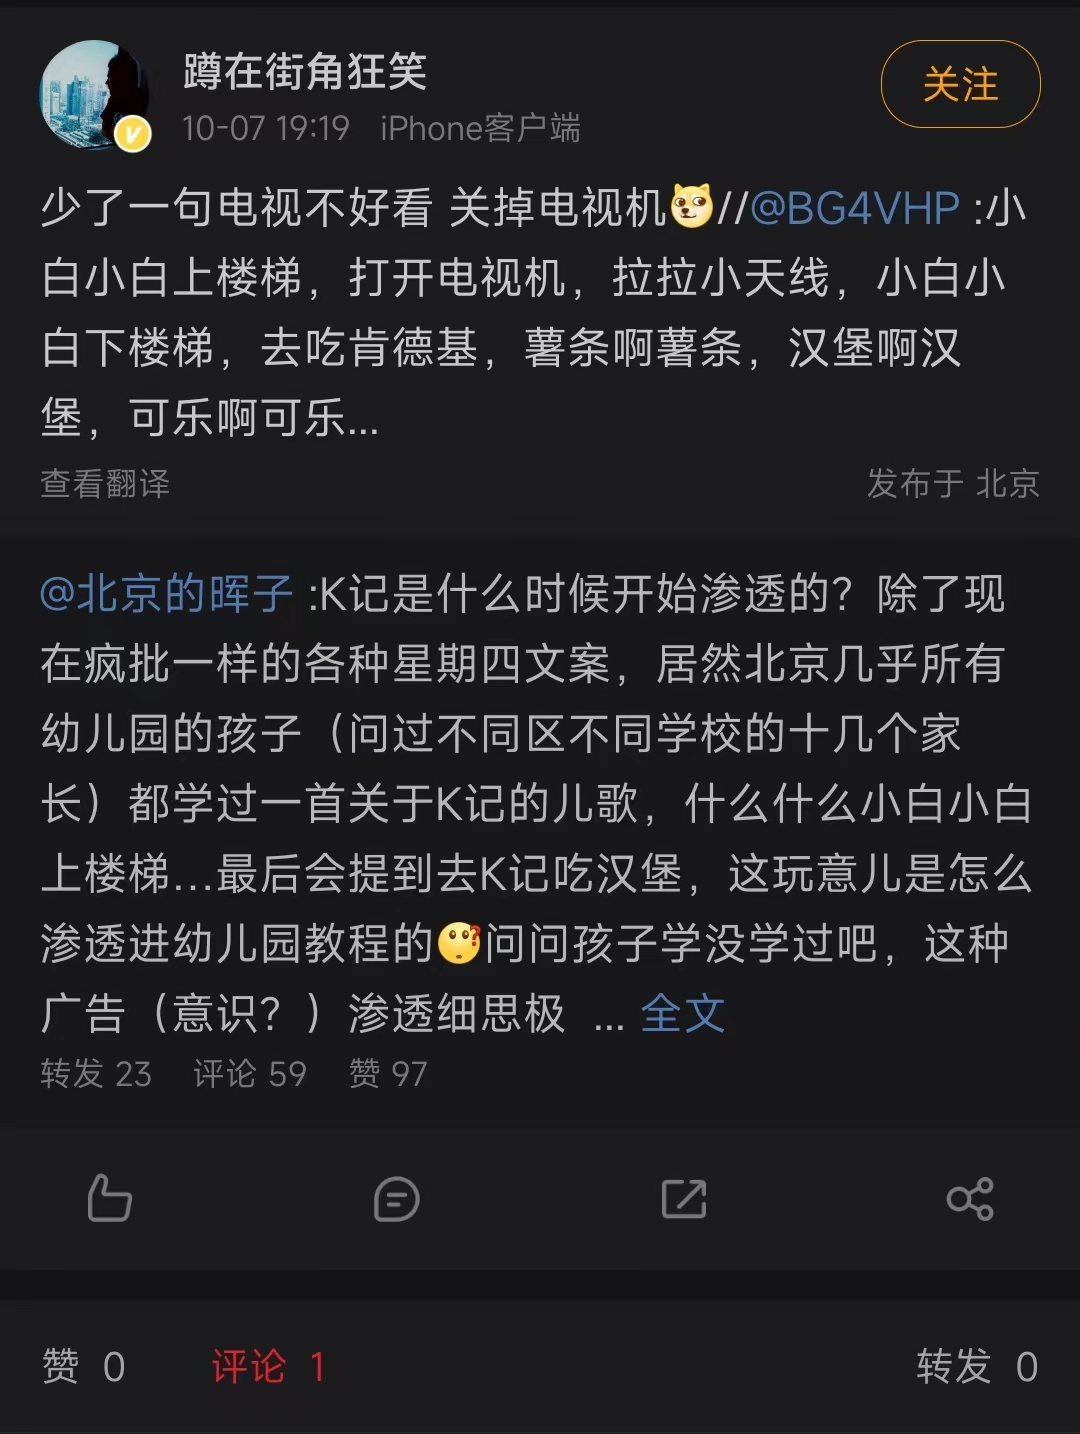 蹲在街角狂笑
关注
10-07 19:19 iPhone客户端
少了一句电视不好看 关掉电视机//@BG4VHP :小
白小白上楼梯，打开电视机，拉拉小天线，小白小
白下楼梯，去吃肯德基，薯条啊薯条，汉堡啊汉
堡，可乐啊可乐...
查看翻译
发布于 北京
@北京的晖子 :K记是什么时候开始渗透的？除了现
在疯批一样的各种星期四文案，居然北京几乎所有
幼儿园的孩子（问过不同区不同学校的十几个家
长）都学过一首关于K记的儿歌，什么什么小白小白
上楼梯...最后会提到去K记吃汉堡，这玩意儿是怎么
渗透进幼儿园教程的问问孩子学没学过吧，这种
广告（意识？）渗透细思极 ... 全文
转发 23 评论 59 赞 97
赞 0 评论 1 转发 0